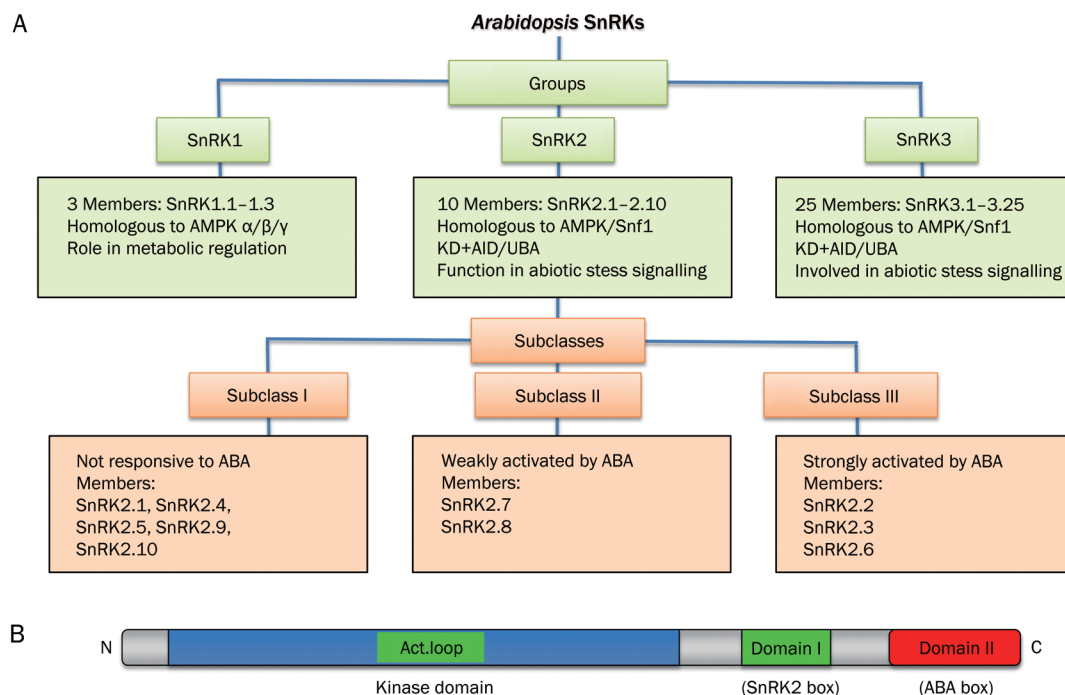 A
Arabidopsis SnRKs
Groups
SnRK1
SnRK2
SnRK3
3 Members: SnRK1.1–1.3
Homologous to AMPK α/β/γ
Role in metabolic regulation
10 Members: SnRK2.1–2.10
Homologous to AMPK/Snf1
KD+AID/UBA
Function in abiotic stess signalling
25 Members: SnRK3.1–3.25
Homologous to AMPK/Snf1
KD+AID/UBA
Involved in abiotic stess signalling
Subclasses
Subclass I
Subclass II
Subclass III
Not responsive to ABA
Members:
SnRK2.1, SnRK2.4,
SnRK2.5, SnRK2.9,
SnRK2.10
Weakly activated by ABA
Members:
SnRK2.7
SnRK2.8
Strongly activated by ABA
Members:
SnRK2.2
SnRK2.3
SnRK2.6
B
N
Act.loop
Domain I
Domain II
C
Kinase domain
(SnRK2 box)
(ABA box)